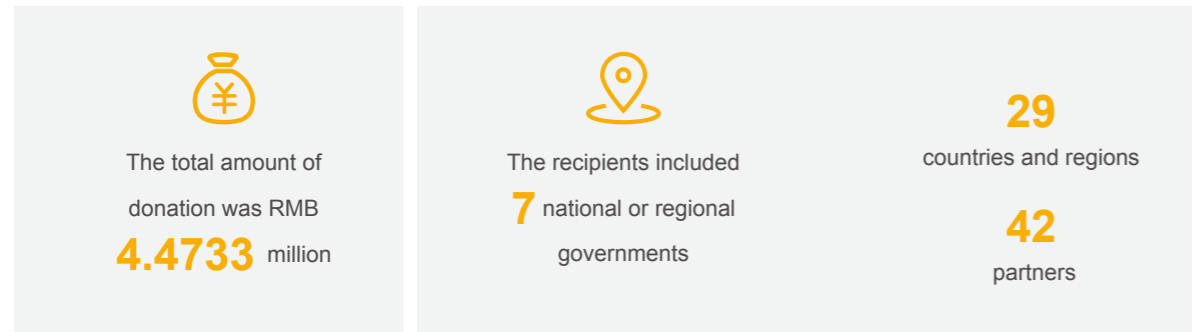 The total amount of
donation was RMB
4.4733 million
The recipients included
7 national or regional
governments
29
countries and regions
42
partners